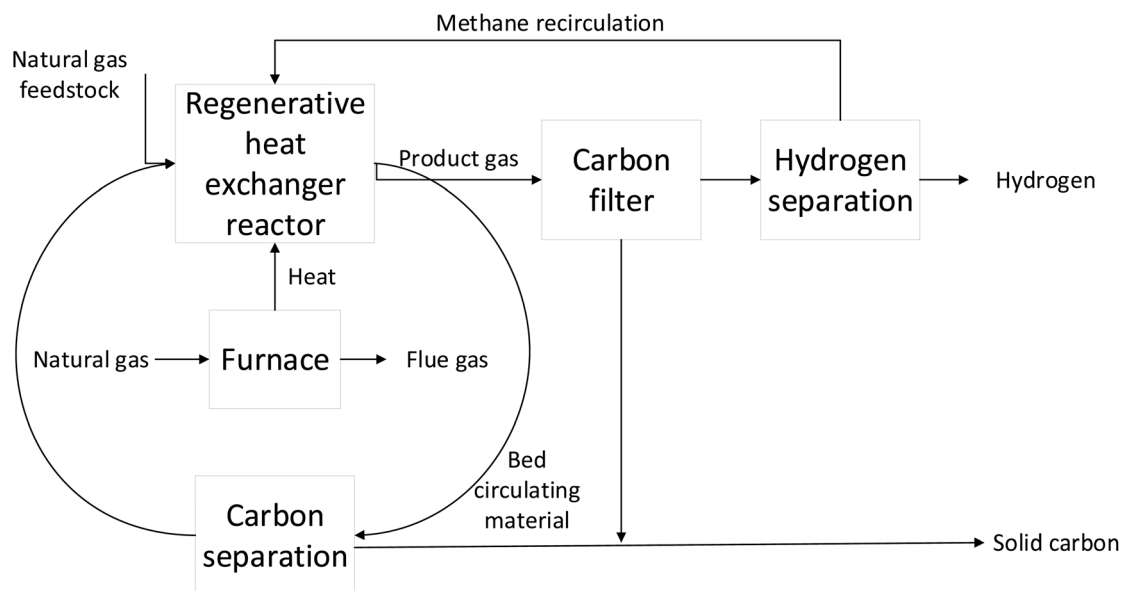 Methane recirculation
Natural gas
feedstock
Regenerative
heat
exchanger
reactor
Product gas
Carbon
filter
Hydrogen
separation
Hydrogen
Heat
Natural gas
Furnace
Flue gas
Bed
circulating
material
Carbon
separation
Solid carbon